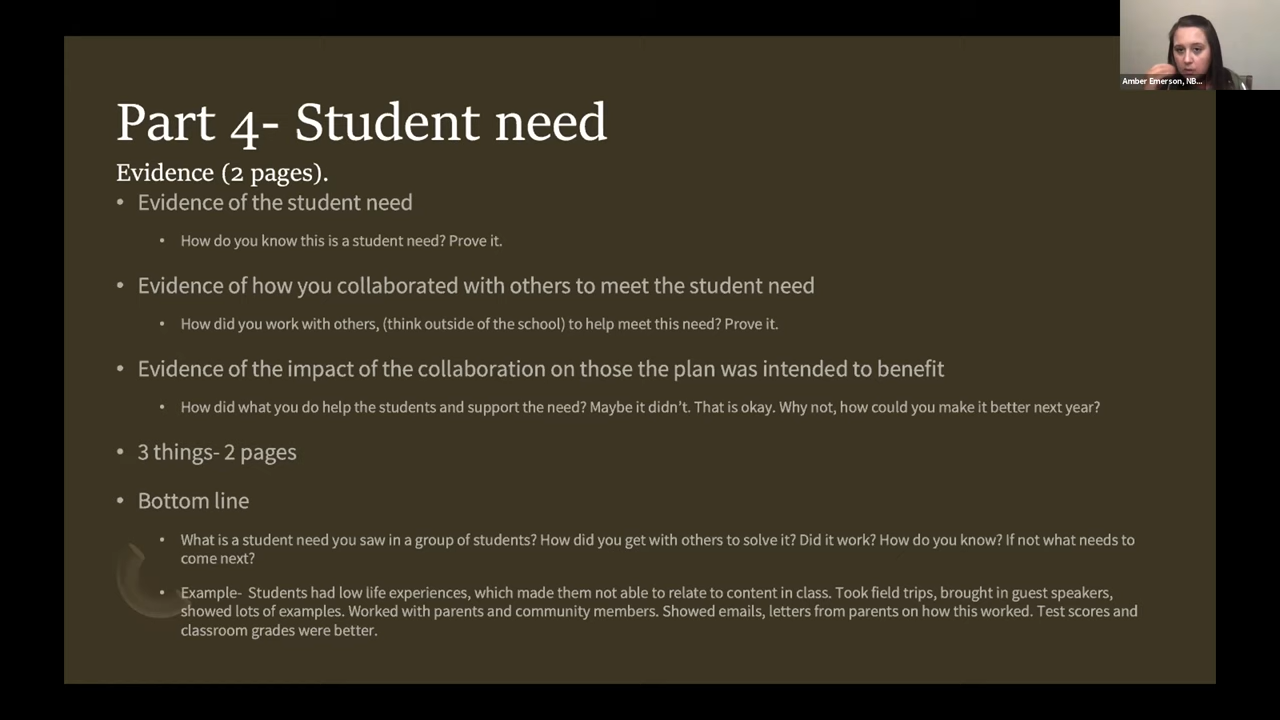 Amber Emerson, NB...
Part 4- Student need
Evidence (2 pages).
• Evidence of the student need
• How do you know this is a student need? Prove it.
• Evidence of how you collaborated with others to meet the student need
• How did you work with others, (think outside of the school) to help meet this need? Prove it.
• Evidence of the impact of the collaboration on those the plan was intended to benefit
• How did what you do help the students and support the need? Maybe it didn't. That is okay. Why not, how could you make it better next year?
• 3 things- 2 pages
• Bottom line
• What is a student need you saw in a group of students? How did you get with others to solve it? Did it work? How do you know? If not what needs to
come next?
• Example- Students had low life experiences, which made them not able to relate to content in class. Took field trips, brought in guest speakers,
showed lots of examples. Worked with parents and community members. Showed emails, letters from parents on how this worked. Test scores and
classroom grades were better.